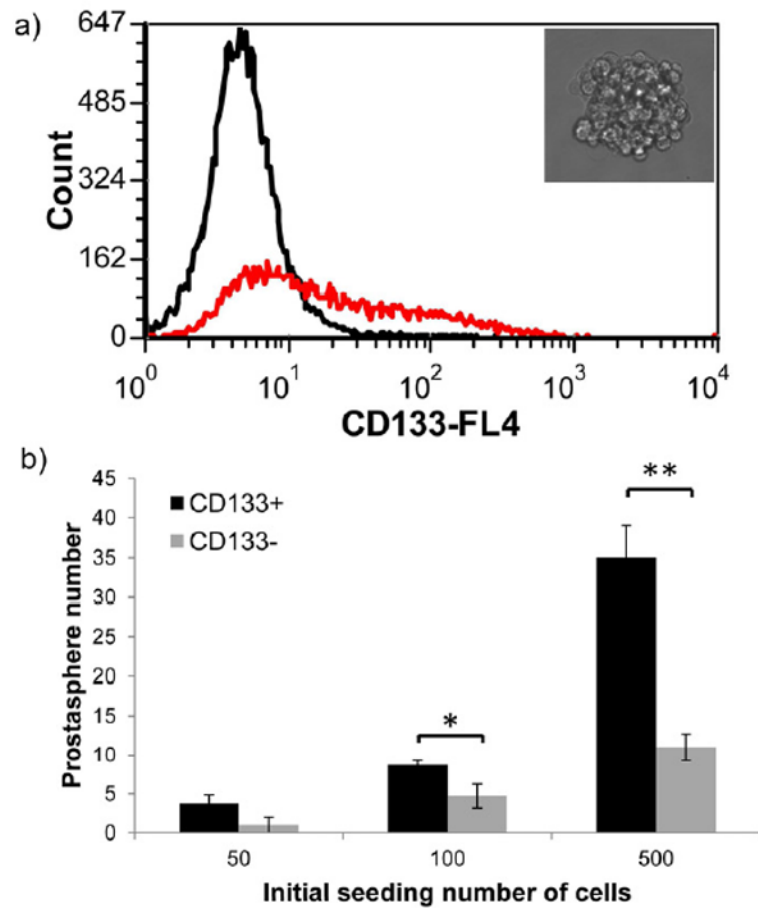 a)
647
485
324
162
0
Count
10^0 10^1 10^2 10^3 10^4
CD133-FL4
b)
45
40
35
30
25
20
15
10
5
0
Prostasphere number
CD133+
CD133-
*
**
50 100 500
Initial seeding number of cells